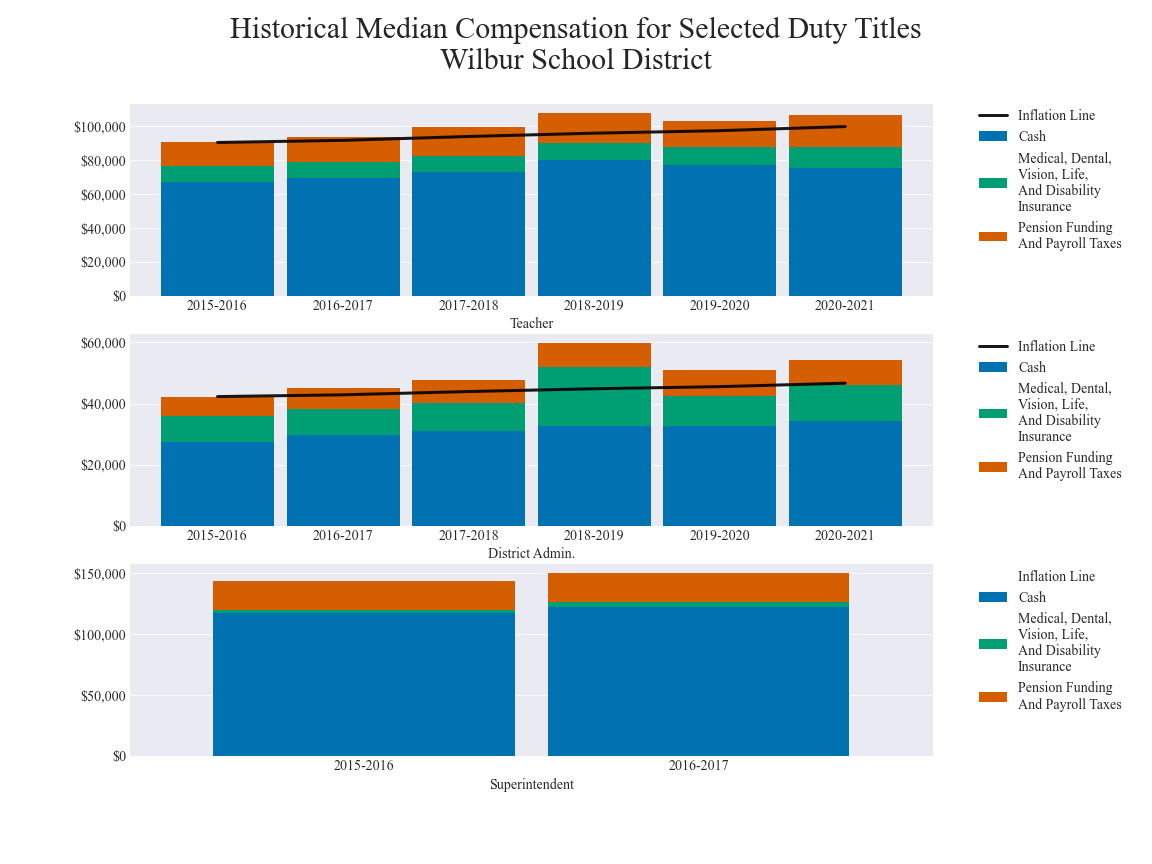 Historical Median Compensation for Selected Duty Titles
Wilbur School District
$100,000
$80,000
$60,000
$40,000
$20,000
$0
2015-2016 2016-2017 2017-2018 2018-2019 2019-2020 2020-2021
Teacher
Inflation Line
Cash
Medical, Dental,
Vision, Life,
And Disability
Insurance
Pension Funding
And Payroll Taxes
$60,000
$40,000
$20,000
$0
2015-2016 2016-2017 2017-2018 2018-2019 2019-2020 2020-2021
District Admin.
Inflation Line
Cash
Medical, Dental,
Vision, Life,
And Disability
Insurance
Pension Funding
And Payroll Taxes
$150,000
$100,000
$50,000
$0
2015-2016 2016-2017
Superintendent
Inflation Line
Cash
Medical, Dental,
Vision, Life,
And Disability
Insurance
Pension Funding
And Payroll Taxes